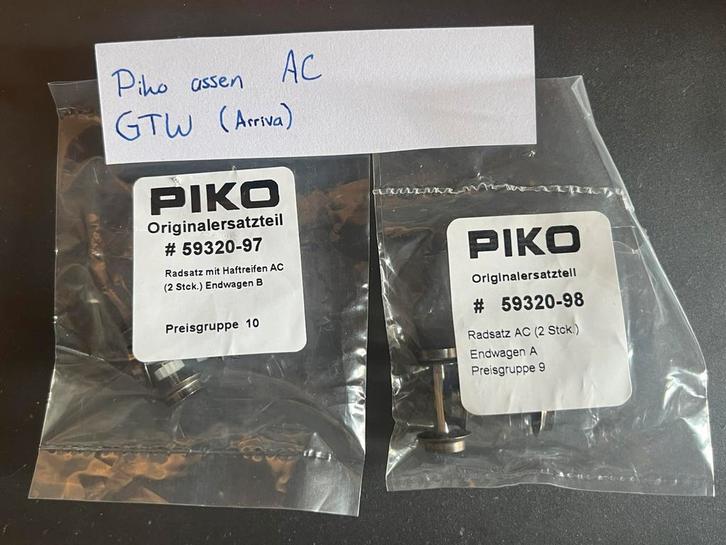 Piko assen AC
GTW (Arriva)
PIKO
Originalersatzteil
# 59320-97
Radsatz mit Haftreifen AC
(2 Stck.) Endwagen B
Preisgruppe 10
PIKO
Originalersatzteil
# 59320-98
Radsatz AC (2 Stck.)
Endwagen A
Preisgruppe 9